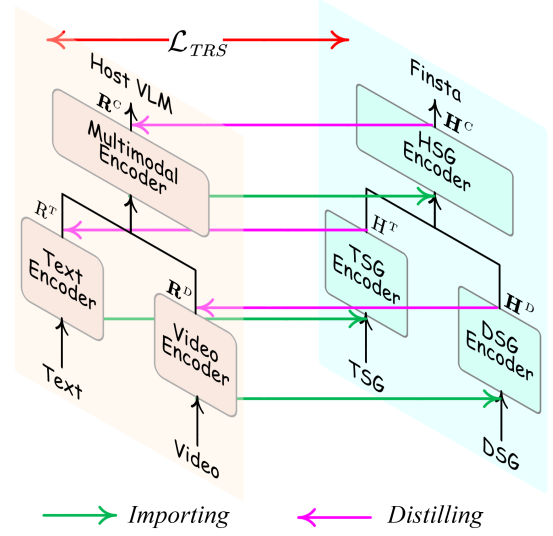 𝓛_TRS
Host VLM
Finsta
R^C
H^C
Multimodal
Encoder
HSG
Encoder
R^T
H^T
Text
Encoder
TSG
Encoder
R^D
H^D
Video
Encoder
DSG
Encoder
Text
TSG
Video
DSG
Importing
Distilling